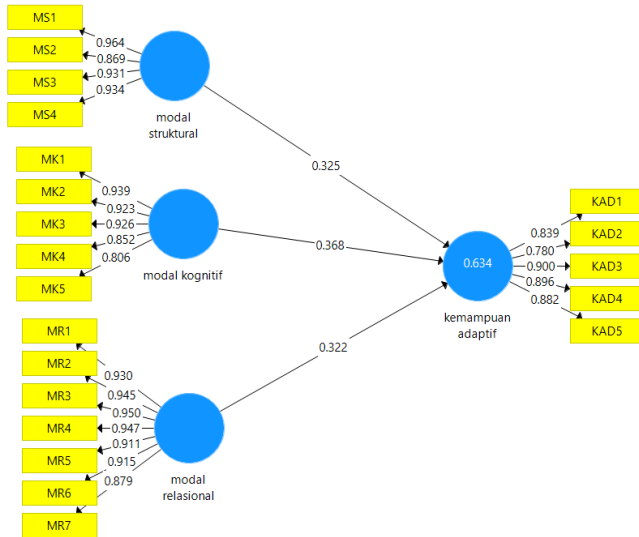 MS1
0.964
MS2
0.869
MS3
0.931
MS4
0.934
modal
struktural
0.325
MK1
0.939
MK2
0.923
MK3
0.926
MK4
0.852
MK5
0.806
modal kognitif
0.368
MR1
0.930
MR2
0.945
MR3
0.950
MR4
0.947
MR5
0.911
MR6
0.915
MR7
0.879
modal
relasional
0.322
0.634
kemampuan
adaptif
KAD1
0.839
KAD2
0.780
KAD3
0.900
KAD4
0.896
KAD5
0.882